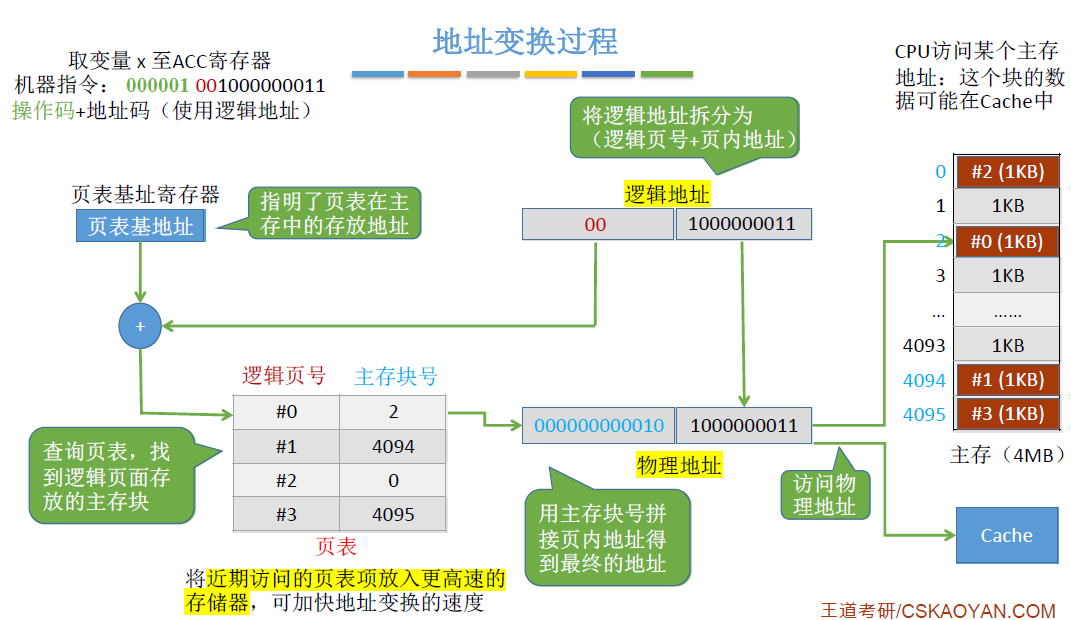 地址变换过程
取变量 x 至ACC寄存器
机器指令： 000001 001000000011
操作码+地址码（使用逻辑地址）
CPU访问某个主存
地址：这个块的数
据可能在Cache中
将逻辑地址拆分为
（逻辑页号+页内地址）
页表基址寄存器
页表基地址
指明了页表在主
存中的存放地址
逻辑地址
00 1000000011
+
逻辑页号 主存块号
#0 2
#1 4094
#2 0
#3 4095
页表
查询页表，找
到逻辑页面存
放的主存块
将近期访问的页表项放入更高速的
存储器，可加快地址变换的速度
000000000010 1000000011
物理地址
用主存块号拼
接页内地址得
到最终的地址
访问物
理地址
0 #2 (1KB)
1 1KB
2 #0 (1KB)
3 1KB
... ......
4093 1KB
4094 #1 (1KB)
4095 #3 (1KB)
主存（4MB）
Cache
王道考研/CSKAOYAN.COM